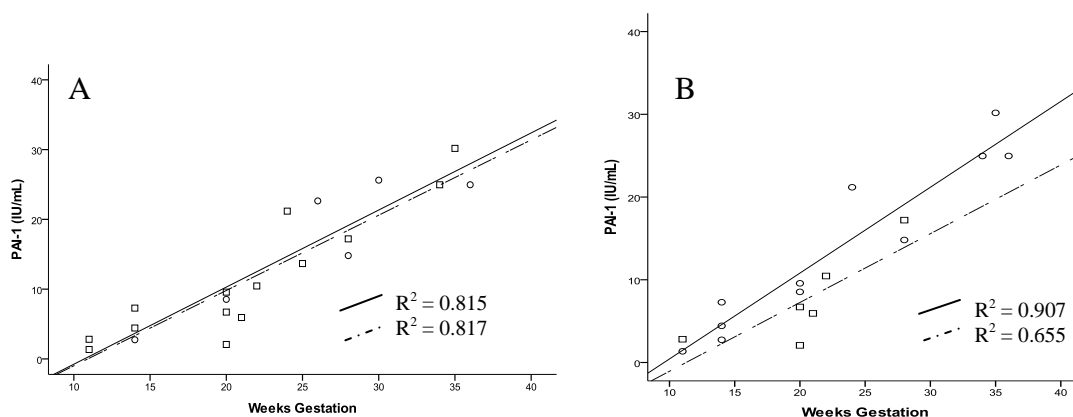 A
PAI-1 (IU/mL)
40
30
20
10
0
R² = 0.815
R² = 0.817
10 15 20 25 30 35 40
Weeks Gestation
B
PAI-1 (IU/mL)
40
30
20
10
0
R² = 0.907
R² = 0.655
10 15 20 25 30 35 40
Weeks Gestation